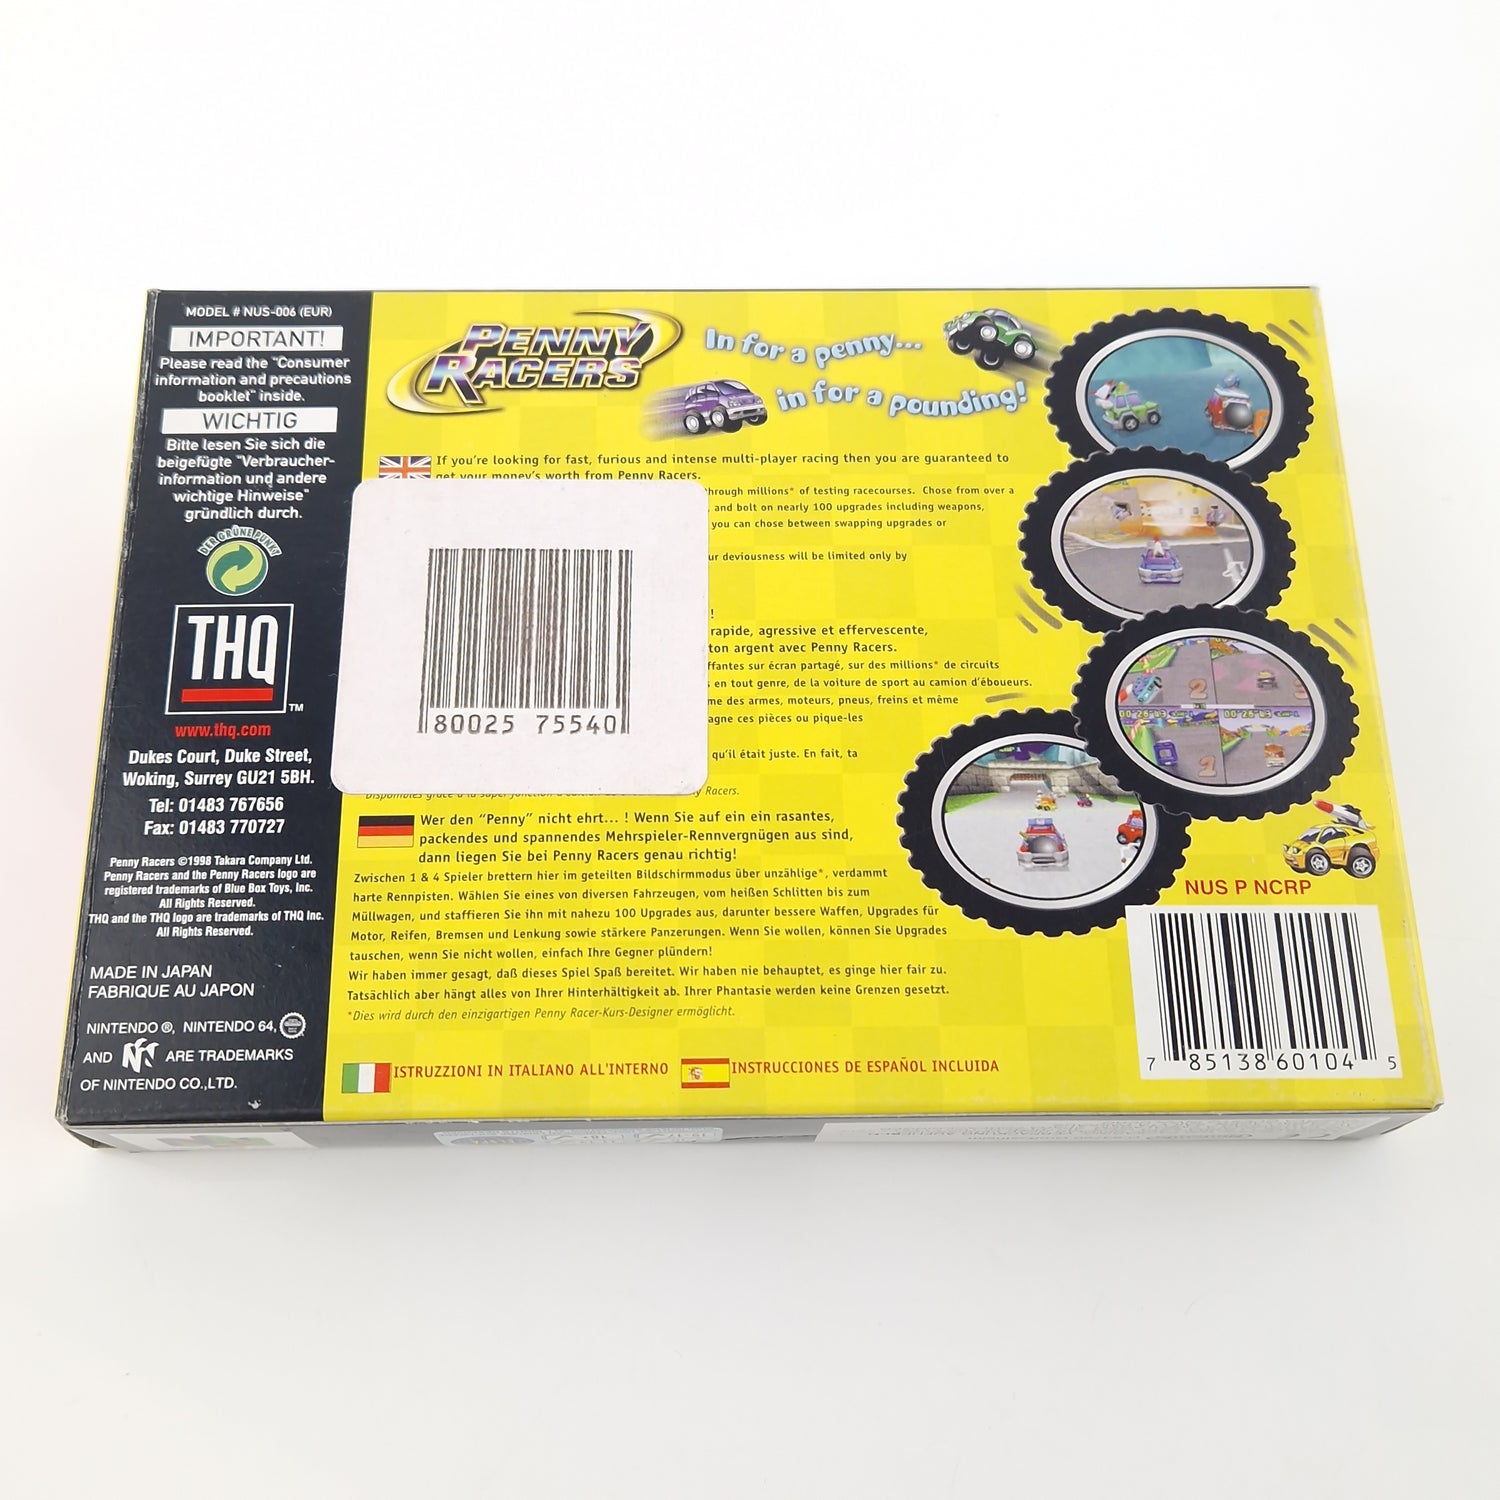 MODEL # NUS-006 (EUR)
IMPORTANT!
Please read the "Consumer
information and precautions
booklet" inside.
WICHTIG
Bitte lesen Sie sich die
beigefügte "Verbraucher-
information und andere
wichtige Hinweise"
gründlich durch.
DER GRÜNE PUNKT
THQ
TM
www.thq.com
Dukes Court, Duke Street,
Woking, Surrey GU21 5BH.
Tel: 01483 767656
Fax: 01483 770727
Penny Racers ©1998 Takara Company Ltd.
Penny Racers and the Penny Racers logo are
registered trademarks of Blue Box Toys, Inc.
All Rights Reserved.
THQ and the THQ logo are trademarks of THQ Inc.
All Rights Reserved.
MADE IN JAPAN
FABRIQUE AU JAPON
NINTENDO ®, NINTENDO 64,
AND N ARE TRADEMARKS
OF NINTENDO CO.,LTD.
PENNY
RACERS
In for a penny...
in for a pounding!
If you're looking for fast, furious and intense multi-player racing then you are guaranteed to
get your money's worth from Penny Racers.
through millions* of testing racecourses. Chose from over a
, and bolt on nearly 100 upgrades including weapons,
you can chose between swapping upgrades or
ur deviousness will be limited only by
!
rapide, agressive et effervescente,
ton argent avec Penny Racers.
ffantes sur écran partagé, sur des millions* de circuits
s en tout genre, de la voiture de sport au camion d'éboueurs.
me des armes, moteurs, pneus, freins et même
agne ces pièces ou pique-les
qu'il était juste. En fait, ta
ny Racers.
80025 75540
Wer den "Penny" nicht ehrt... ! Wenn Sie auf ein ein rasantes,
packendes und spannendes Mehrspieler-Rennvergnügen aus sind,
dann liegen Sie bei Penny Racers genau richtig!
Zwischen 1 & 4 Spieler brettern hier im geteilten Bildschirmmodus über unzählige*, verdammt
harte Rennpisten. Wählen Sie eines von diversen Fahrzeugen, vom heißen Schlitten bis zum
Müllwagen, und staffieren Sie ihn mit nahezu 100 Upgrades aus, darunter bessere Waffen, Upgrades für
Motor, Reifen, Bremsen und Lenkung sowie stärkere Panzerungen. Wenn Sie wollen, können Sie Upgrades
tauschen, wenn Sie nicht wollen, einfach Ihre Gegner plündern!
Wir haben immer gesagt, daß dieses Spiel Spaß bereitet. Wir haben nie behauptet, es ginge hier fair zu.
Tatsächlich aber hängt alles von Ihrer Hinterhältigkeit ab. Ihrer Phantasie werden keine Grenzen gesetzt.
*Dies wird durch den einzigartigen Penny Racer-Kurs-Designer ermöglicht.
ISTRUZZIONI IN ITALIANO ALL'INTERNO
INSTRUCCIONES DE ESPAÑOL INCLUIDA
NUS P NCRP
7 85138 60104 5